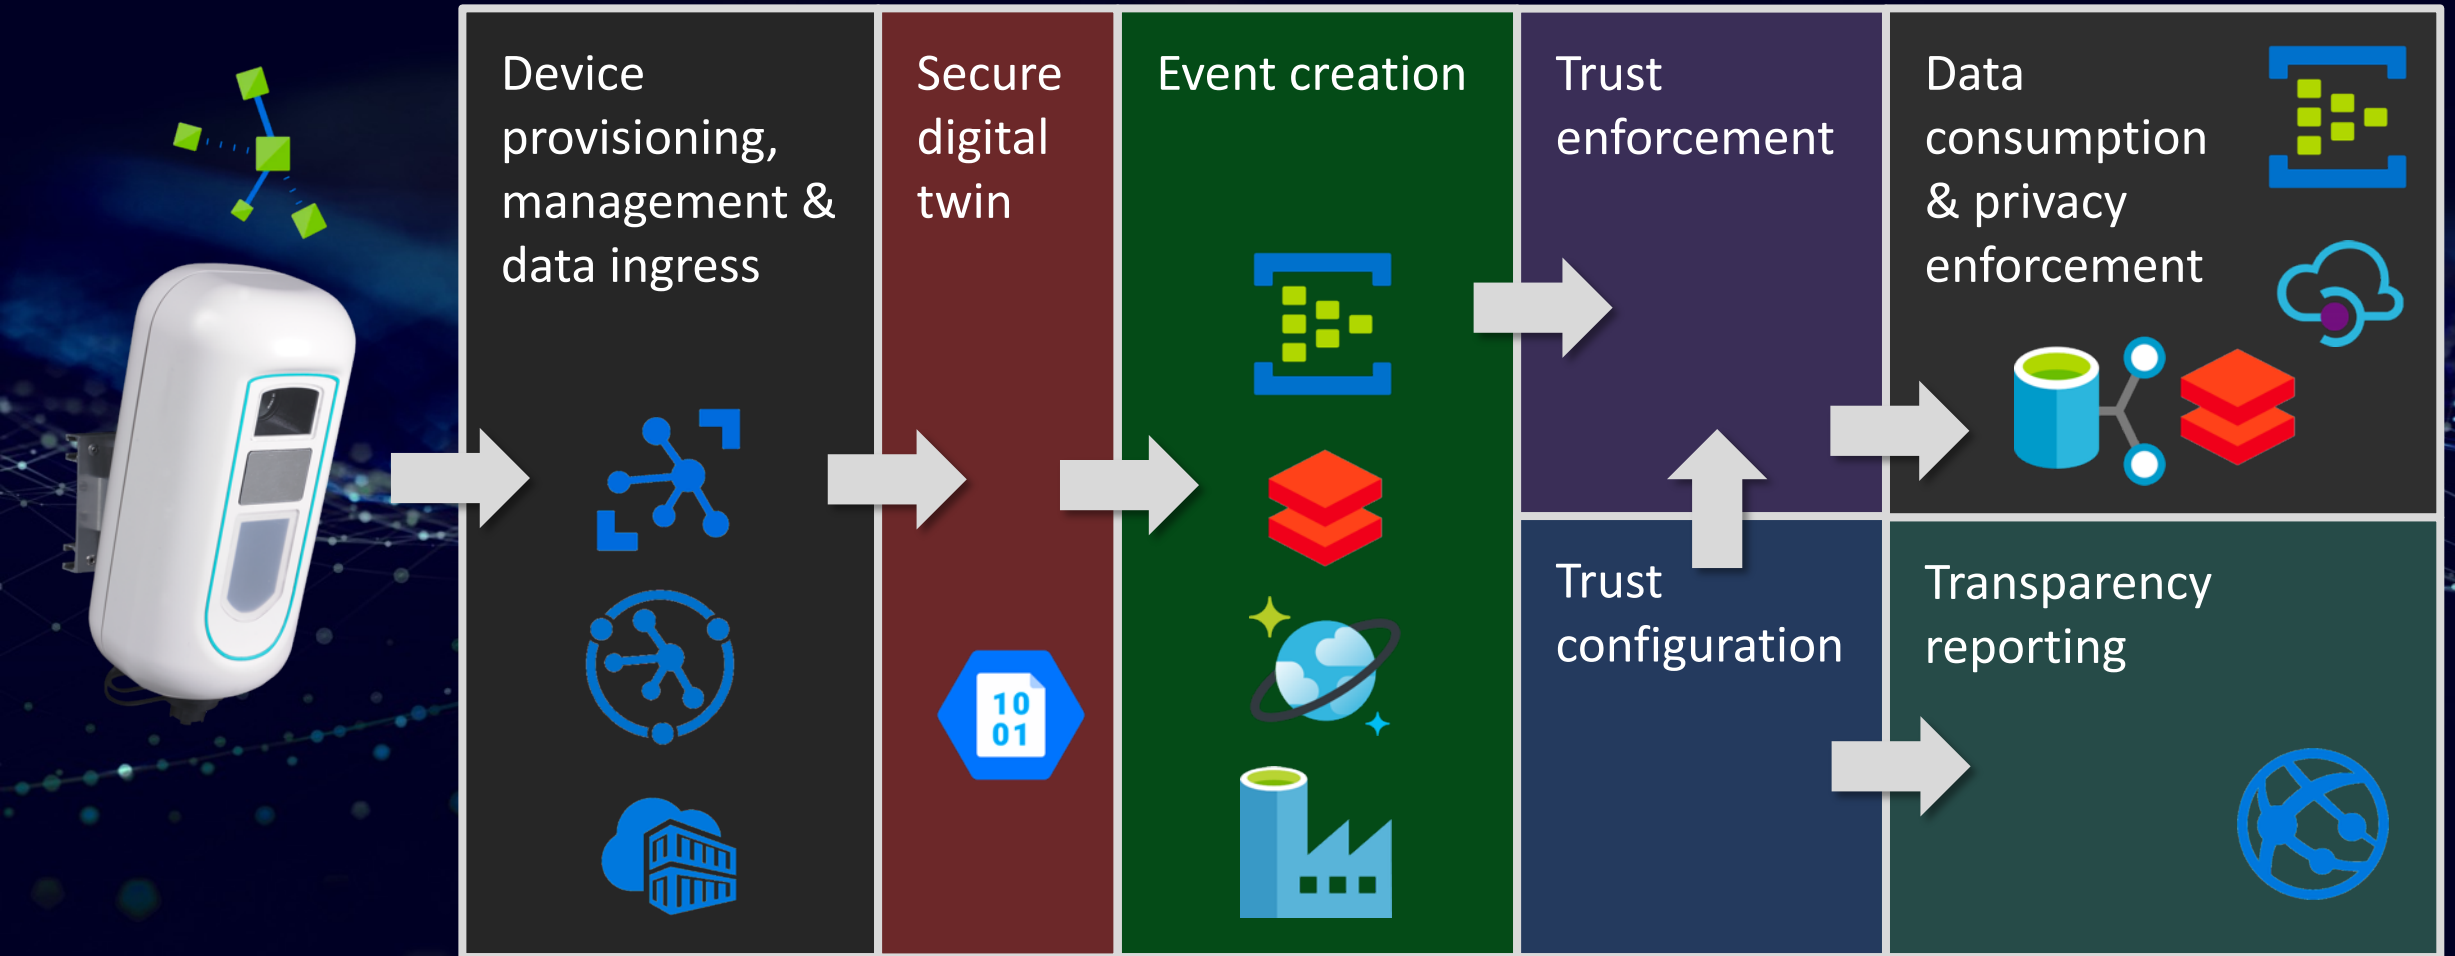 Device
provisioning,
management &
data ingress
Secure
digital
twin
Event creation
Trust
enforcement
Data
consumption
& privacy
enforcement
10
01
Trust
configuration
Transparency
reporting